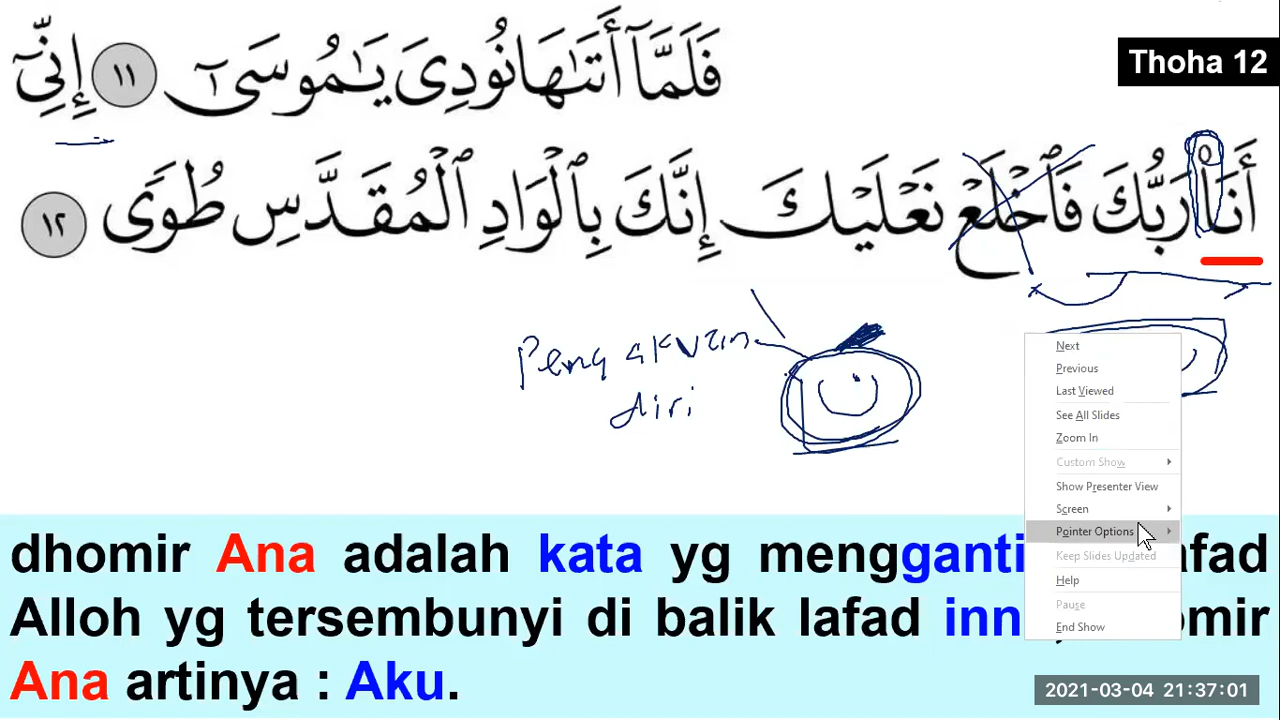 Thoha 12
فَلَمَّآ أَتَىٰهَا نُودِىَ يَـٰمُوسَىٰٓ ١١ إِنِّىٓ
أَنَا۠ رَبُّكَ فَٱخْلَعْ نَعْلَيْكَ إِنَّكَ بِٱلْوَادِ ٱلْمُقَدَّسِ طُوًى ١٢
Pengakuan
diri
Next
Previous
Last Viewed
See All Slides
Zoom In
Custom Show
Show Presenter View
Screen
Pointer Options
Keep Slides Updated
Help
Pause
End Show
dhomir Ana adalah kata yg mengganti afad
Alloh yg tersembunyi di balik lafad inn omir
Ana artinya : Aku.
2021-03-04 21:37:01